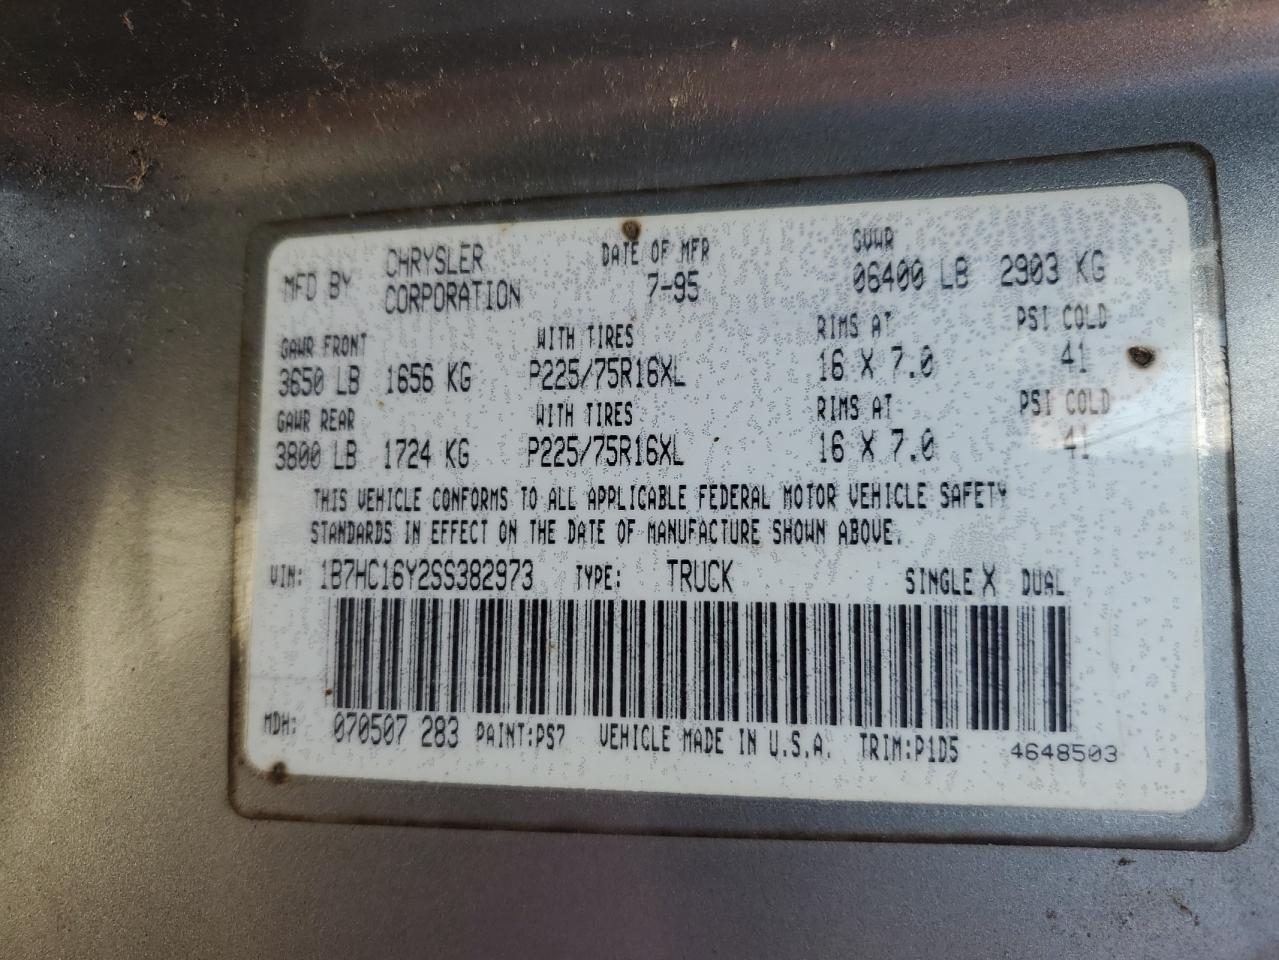 MFD BY CHRYSLER CORPORATION DATE OF MFR 7-95 GVWR 06400 LB 2903 KG
GAWR FRONT WITH TIRES RIMS AT PSI COLD
3650 LB 1656 KG P225/75R16XL 16 X 7.0 41
GAWR REAR WITH TIRES RIMS AT PSI COLD
3800 LB 1724 KG P225/75R16XL 16 X 7.0 41
THIS VEHICLE CONFORMS TO ALL APPLICABLE FEDERAL MOTOR VEHICLE SAFETY
STANDARDS IN EFFECT ON THE DATE OF MANUFACTURE SHOWN ABOVE.
VIN: 1B7HC16Y2SS382973 TYPE: TRUCK SINGLE X DUAL
MDH: 070507 283 PAINT:PS7 VEHICLE MADE IN U.S.A. TRIM:P1D5 4648503